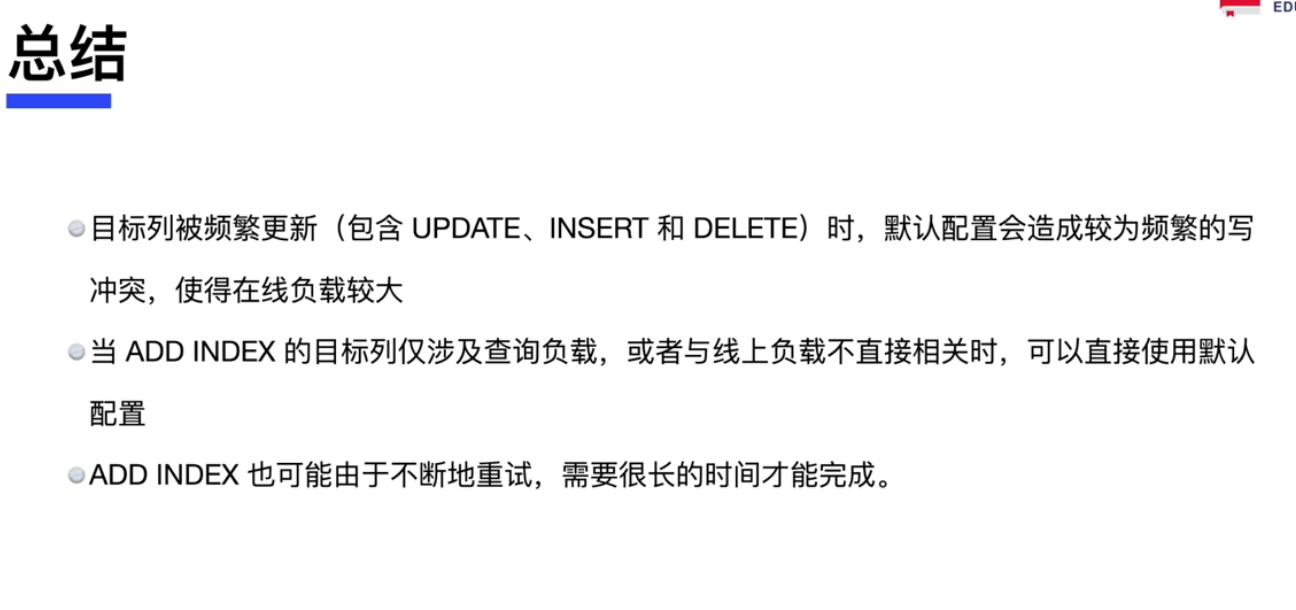 总结
目标列被频繁更新（包含 UPDATE、INSERT 和 DELETE）时，默认配置会造成较为频繁的写
冲突，使得在线负载较大
当 ADD INDEX 的目标列仅涉及查询负载，或者与线上负载不直接相关时，可以直接使用默认
配置
ADD INDEX 也可能由于不断地重试，需要很长的时间才能完成。